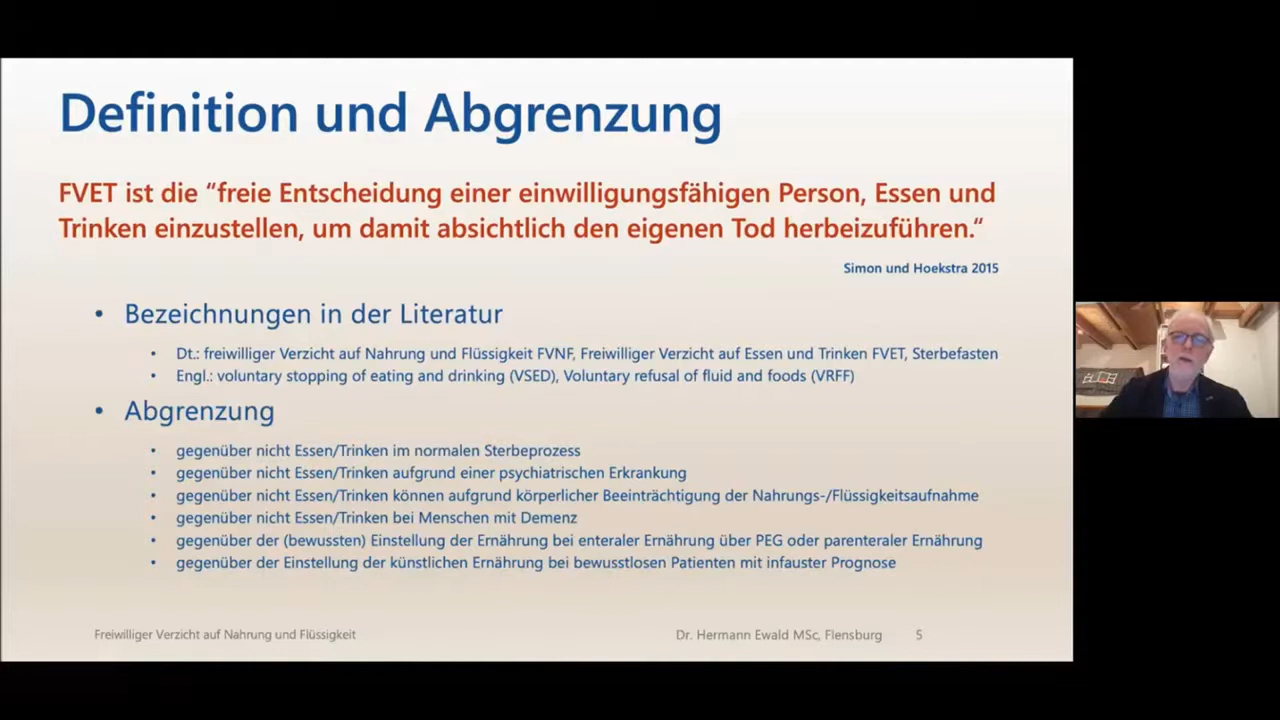 Definition und Abgrenzung
FVET ist die “freie Entscheidung einer einwilligungsfähigen Person, Essen und
Trinken einzustellen, um damit absichtlich den eigenen Tod herbeizuführen.“
Simon und Hoekstra 2015
• Bezeichnungen in der Literatur
• Dt.: freiwilliger Verzicht auf Nahrung und Flüssigkeit FVNF, Freiwilliger Verzicht auf Essen und Trinken FVET, Sterbefasten
• Engl.: voluntary stopping of eating and drinking (VSED), Voluntary refusal of fluid and foods (VRFF)
• Abgrenzung
• gegenüber nicht Essen/Trinken im normalen Sterbeprozess
• gegenüber nicht Essen/Trinken aufgrund einer psychiatrischen Erkrankung
• gegenüber nicht Essen/Trinken können aufgrund körperlicher Beeinträchtigung der Nahrungs-/Flüssigkeitsaufnahme
• gegenüber nicht Essen/Trinken bei Menschen mit Demenz
• gegenüber der (bewussten) Einstellung der Ernährung bei enteraler Ernährung über PEG oder parenteraler Ernährung
• gegenüber der Einstellung der künstlichen Ernährung bei bewusstlosen Patienten mit infauster Prognose
Freiwilliger Verzicht auf Nahrung und Flüssigkeit
Dr. Hermann Ewald MSc, Flensburg 5